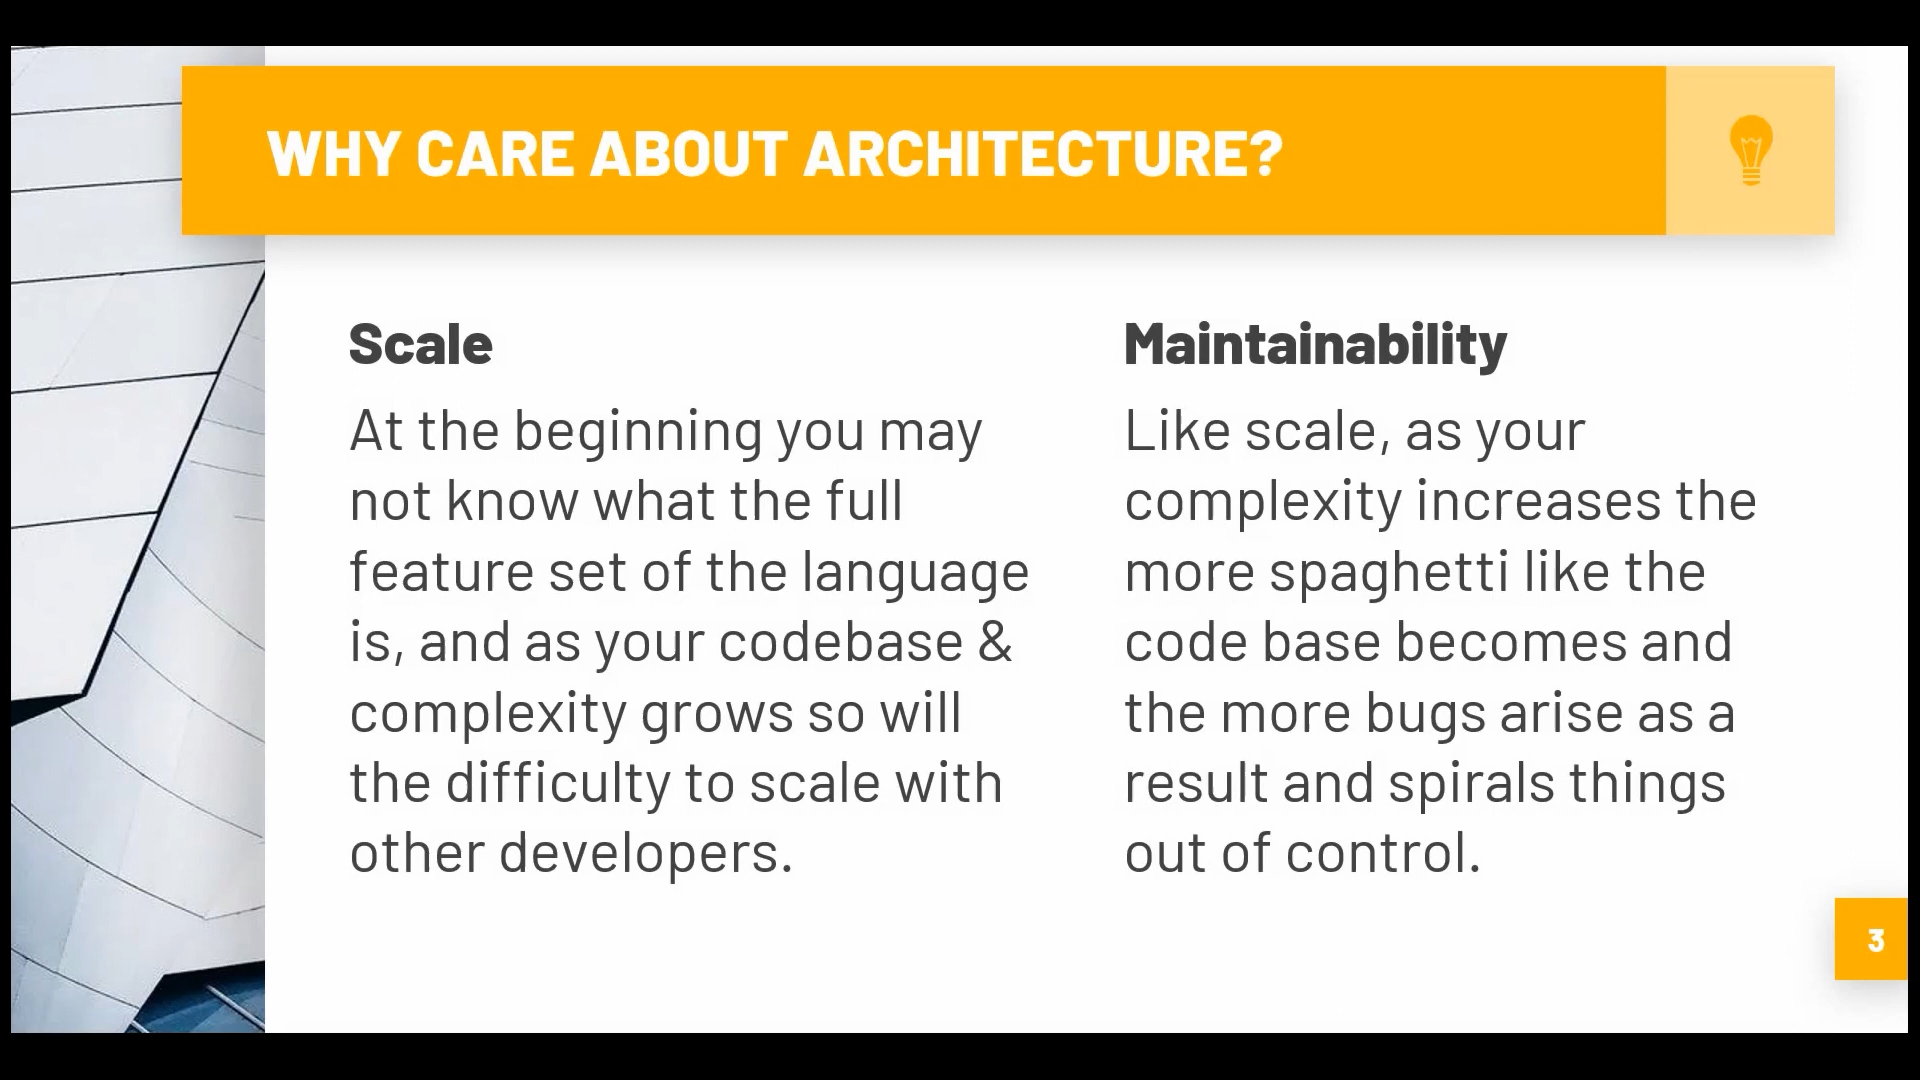 WHY CARE ABOUT ARCHITECTURE?
Scale
At the beginning you may
not know what the full
feature set of the language
is, and as your codebase &
complexity grows so will
the difficulty to scale with
other developers.
Maintainability
Like scale, as your
complexity increases the
more spaghetti like the
code base becomes and
the more bugs arise as a
result and spirals things
out of control.
3